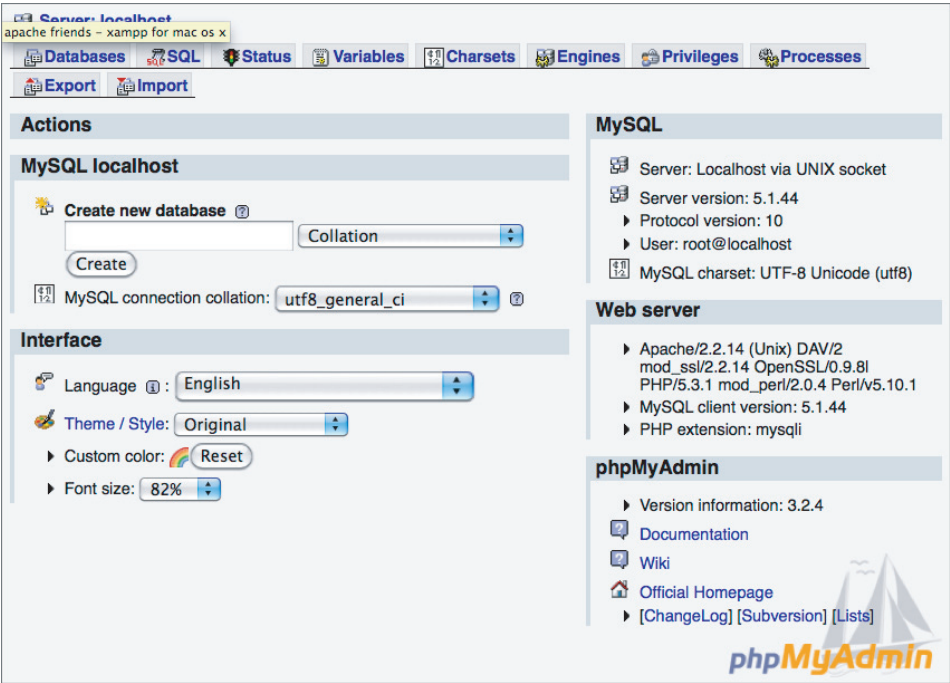 Server: localhost
apache friends – xampp for mac os x
Databases SQL Status Variables Charsets Engines Privileges Processes
Export Import
Actions
MySQL localhost
Create new database
Collation
Create
MySQL connection collation: utf8_general_ci
Interface
Language : English
Theme / Style: Original
Custom color: Reset
Font size: 82%
MySQL
Server: Localhost via UNIX socket
Server version: 5.1.44
Protocol version: 10
User: root@localhost
MySQL charset: UTF-8 Unicode (utf8)
Web server
Apache/2.2.14 (Unix) DAV/2
mod_ssl/2.2.14 OpenSSL/0.9.8l
PHP/5.3.1 mod_perl/2.0.4 Perl/v5.10.1
MySQL client version: 5.1.44
PHP extension: mysqli
phpMyAdmin
Version information: 3.2.4
Documentation
Wiki
Official Homepage
[ChangeLog] [Subversion] [Lists]
phpMyAdmin